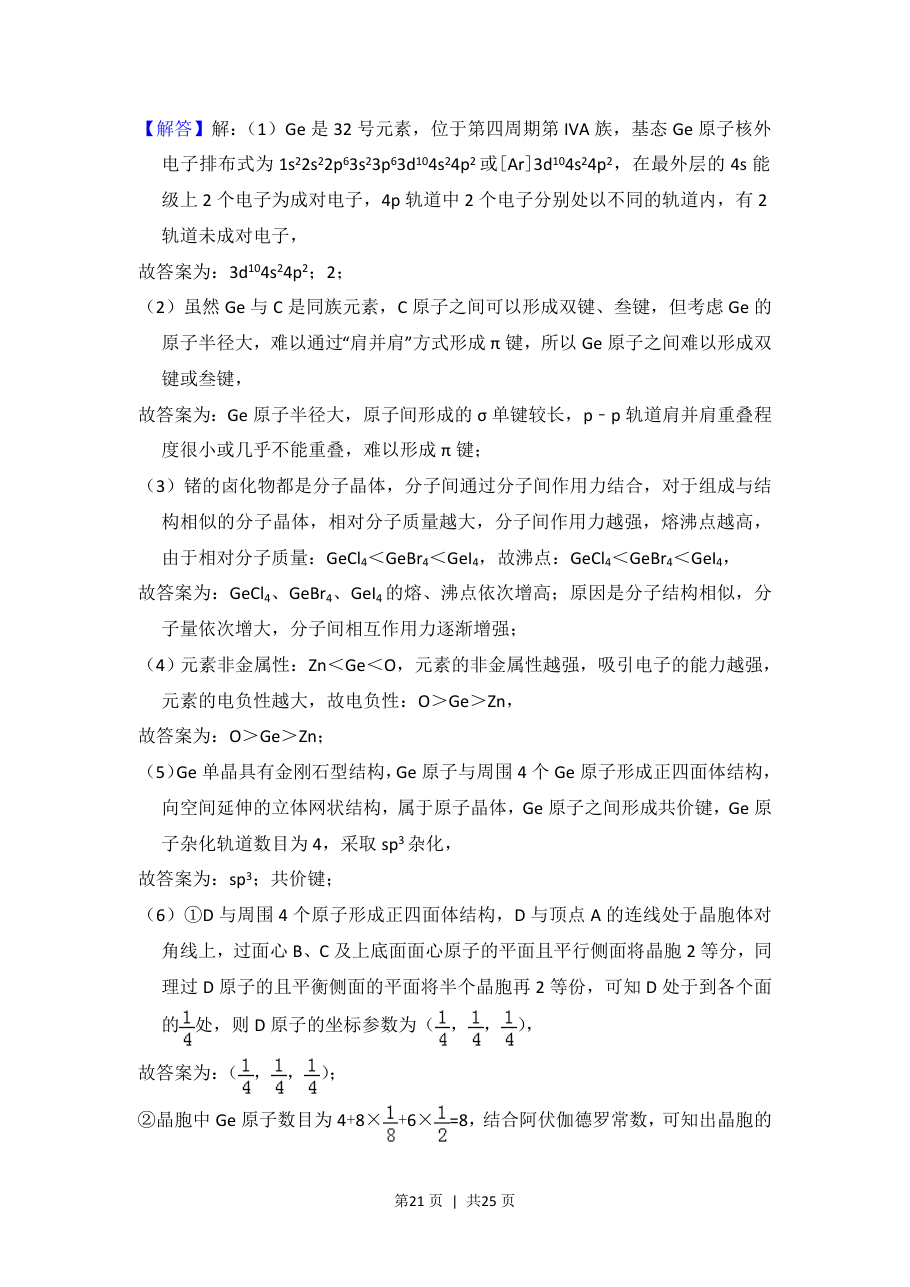 【解答】解：（1）Ge 是 32 号元素，位于第四周期第 IVA 族，基态 Ge 原子核外
电子排布式为 1s²2s²2p⁶3s²3p⁶3d¹⁰4s²4p² 或[Ar]3d¹⁰4s²4p²，在最外层的 4s 能
级上 2 个电子为成对电子，4p 轨道中 2 个电子分别处以不同的轨道内，有 2
轨道未成对电子，
故答案为：3d¹⁰4s²4p²；2；
（2）虽然 Ge 与 C 是同族元素，C 原子之间可以形成双键、叁键，但考虑 Ge 的
原子半径大，难以通过“肩并肩”方式形成 π 键，所以 Ge 原子之间难以形成双
键或叁键，
故答案为：Ge 原子半径大，原子间形成的 σ 单键较长，p﹣p 轨道肩并肩重叠程
度很小或几乎不能重叠，难以形成 π 键；
（3）锗的卤化物都是分子晶体，分子间通过分子间作用力结合，对于组成与结
构相似的分子晶体，相对分子质量越大，分子间作用力越强，熔沸点越高，
由于相对分子质量：GeCl₄＜GeBr₄＜GeI₄，故沸点：GeCl₄＜GeBr₄＜GeI₄，
故答案为：GeCl₄、GeBr₄、GeI₄ 的熔、沸点依次增高；原因是分子结构相似，分
子量依次增大，分子间相互作用力逐渐增强；
（4）元素非金属性：Zn＜Ge＜O，元素的非金属性越强，吸引电子的能力越强，
元素的电负性越大，故电负性：O＞Ge＞Zn，
故答案为：O＞Ge＞Zn；
（5）Ge 单晶具有金刚石型结构，Ge 原子与周围 4 个 Ge 原子形成正四面体结构，
向空间延伸的立体网状结构，属于原子晶体，Ge 原子之间形成共价键，Ge 原
子杂化轨道数目为 4，采取 sp³ 杂化，
故答案为：sp³；共价键；
（6）①D 与周围 4 个原子形成正四面体结构，D 与顶点 A 的连线处于晶胞体对
角线上，过面心 B、C 及上底面面心原子的平面且平行侧面将晶胞 2 等分，同
理过 D 原子的且平衡侧面的平面将半个晶胞再 2 等份，可知 D 处于到各个面
的1/4处，则 D 原子的坐标参数为（1/4，1/4，1/4），
故答案为：（1/4，1/4，1/4）；
②晶胞中 Ge 原子数目为 4+8×1/8+6×1/2=8，结合阿伏伽德罗常数，可知出晶胞的
第21 页 | 共25 页